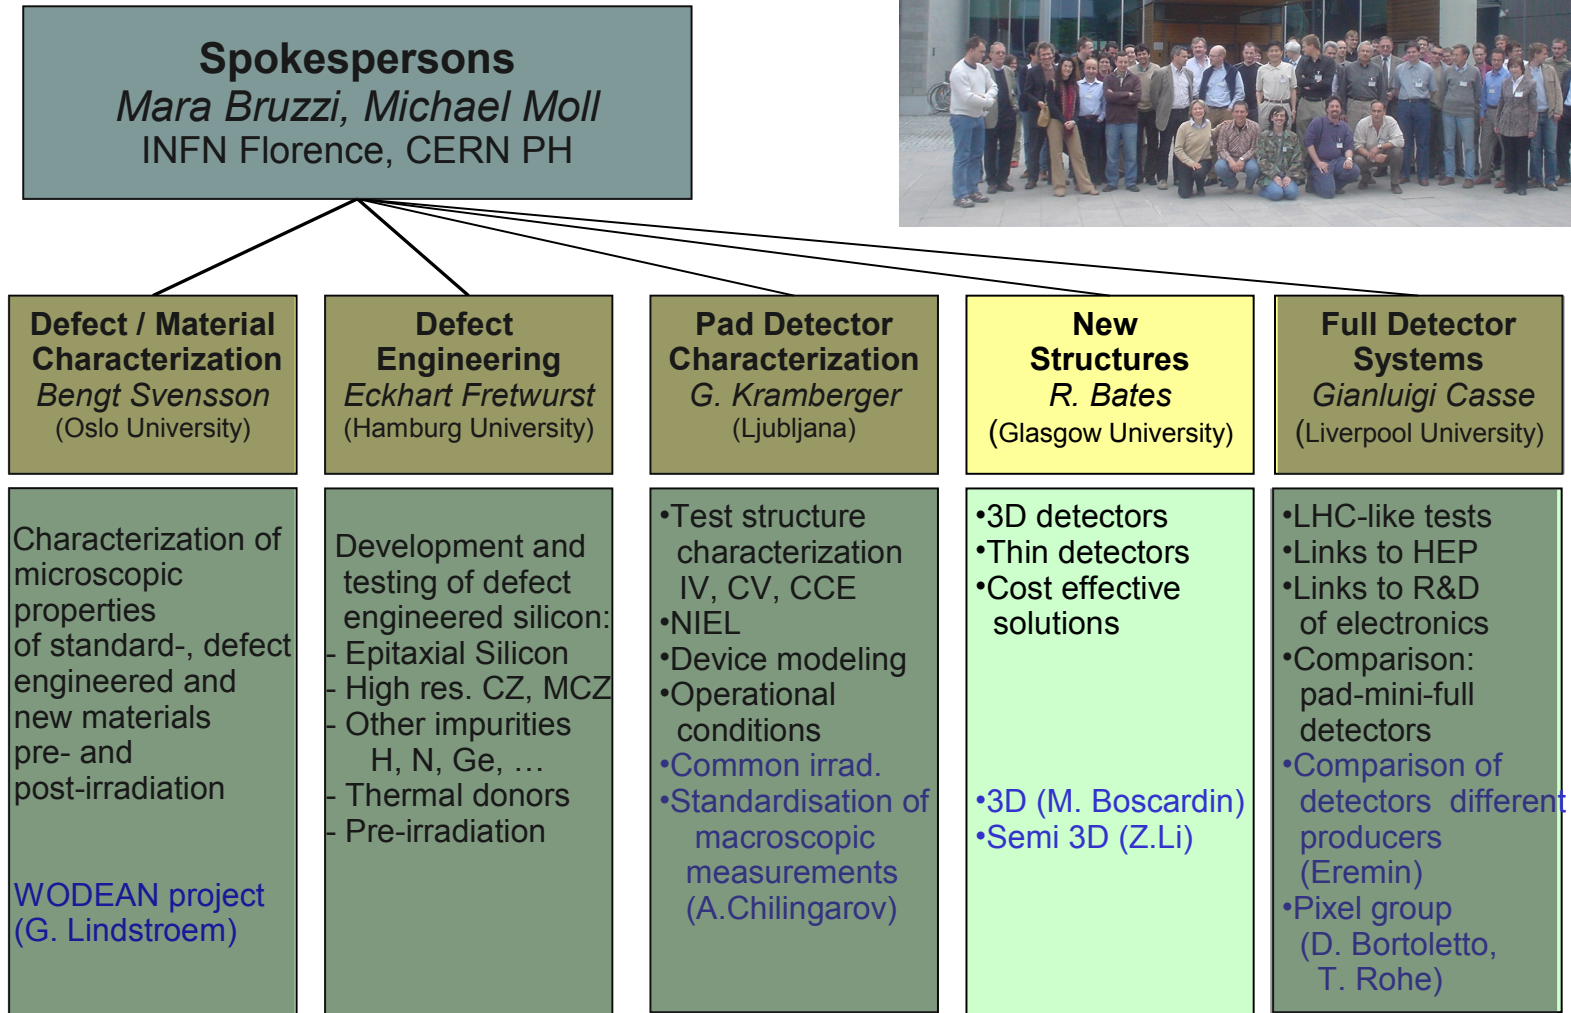 Spokespersons
Mara Bruzzi, Michael Moll
INFN Florence, CERN PH
Defect / Material
Characterization
Bengt Svensson
(Oslo University)
Defect
Engineering
Eckhart Fretwurst
(Hamburg University)
Pad Detector
Characterization
G. Kramberger
(Ljubljana)
New
Structures
R. Bates
(Glasgow University)
Full Detector
Systems
Gianluigi Casse
(Liverpool University)
Characterization of
microscopic
properties
of standard-, defect
engineered and
new materials
pre- and
post-irradiation
WODEAN project
(G. Lindstroem)
Development and
testing of defect
engineered silicon:
- Epitaxial Silicon
- High res. CZ, MCZ
- Other impurities
H, N, Ge, …
- Thermal donors
- Pre-irradiation
•Test structure
characterization
IV, CV, CCE
•NIEL
•Device modeling
•Operational
conditions
•Common irrad.
•Standardisation of
macroscopic
measurements
(A.Chilingarov)
•3D detectors
•Thin detectors
•Cost effective
solutions
•3D (M. Boscardin)
•Semi 3D (Z.Li)
•LHC-like tests
•Links to HEP
•Links to R&D
of electronics
•Comparison:
pad-mini-full
detectors
•Comparison of
detectors different
producers
(Eremin)
•Pixel group
(D. Bortoletto,
T. Rohe)